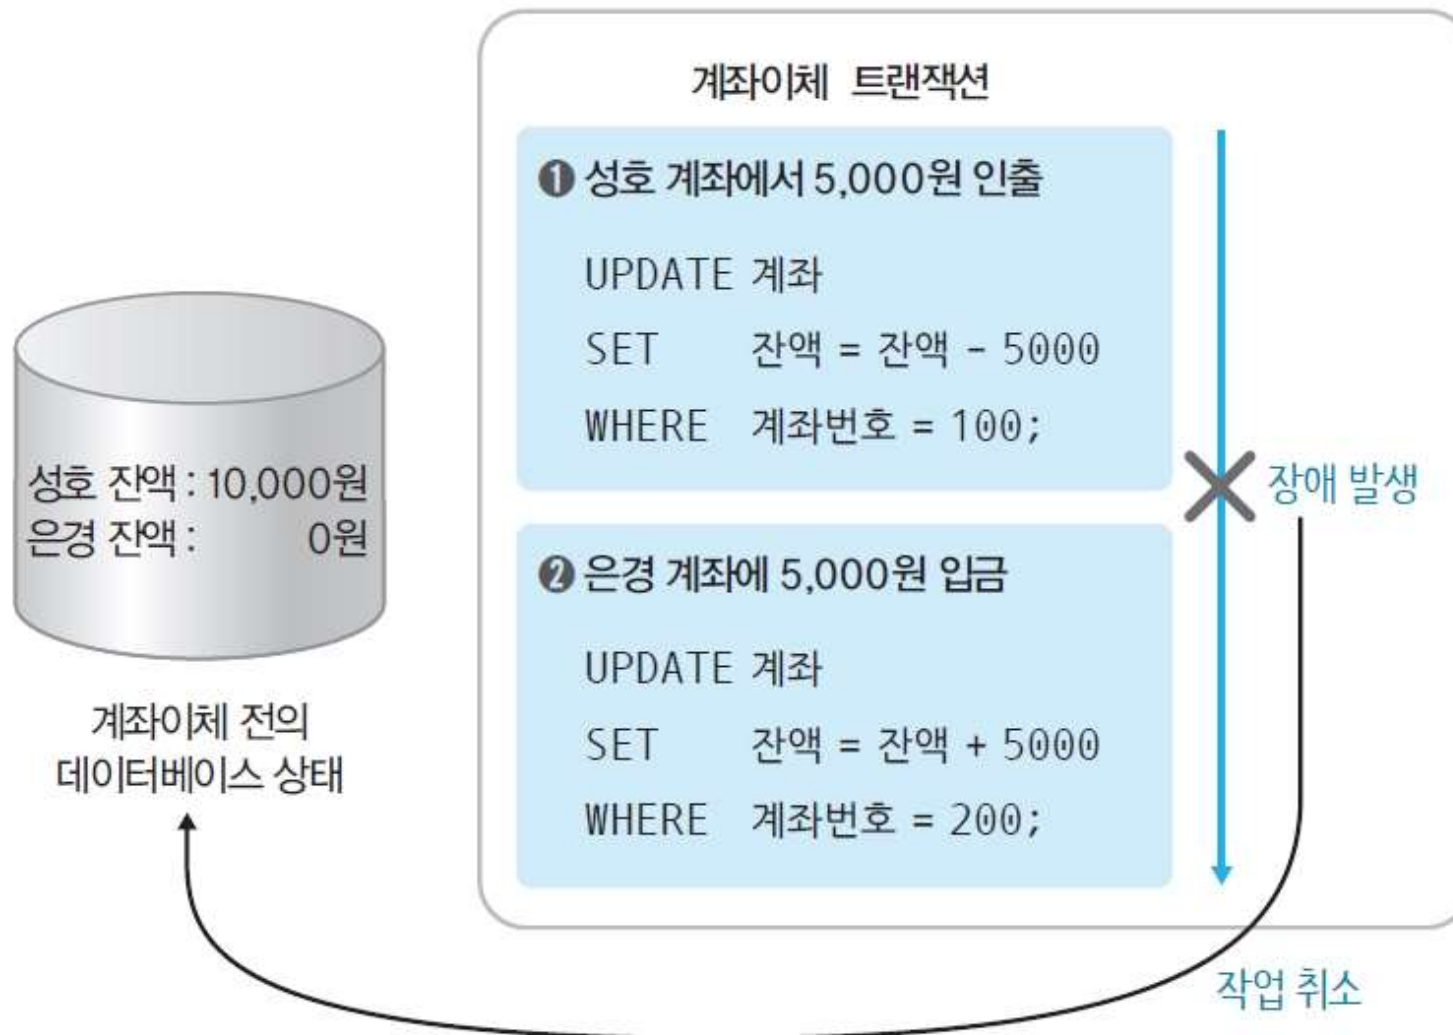 계좌이체 트랜잭션
❶ 성호 계좌에서 5,000원 인출
UPDATE 계좌
SET 잔액 = 잔액 - 5000
WHERE 계좌번호 = 100;
장애 발생
❷ 은경 계좌에 5,000원 입금
UPDATE 계좌
SET 잔액 = 잔액 + 5000
WHERE 계좌번호 = 200;
성호 잔액 : 10,000원
은경 잔액 : 0원
계좌이체 전의
데이터베이스 상태
작업 취소